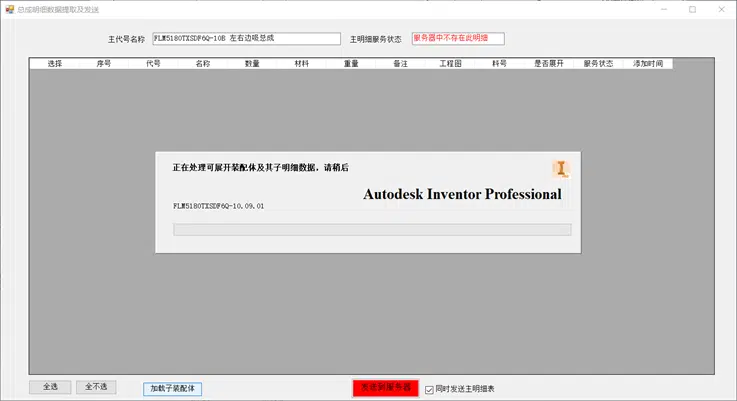 总成明细数据提取及发送
主代号名称 FLM5180TXSDF6Q-10B 左右边吸总成 主明细服务状态 服务器中不存在此明细
选择 序号 代号 名称 数量 材料 重量 备注 工程图 料号 是否展开 服务状态 添加时间
正在处理可展开装配体及其子明细数据，请稍后
Autodesk Inventor Professional
FLM5180TXSDF6Q-10.09.01
全选 全不选 加载子装配体 发送到服务器 同时发送主明细表